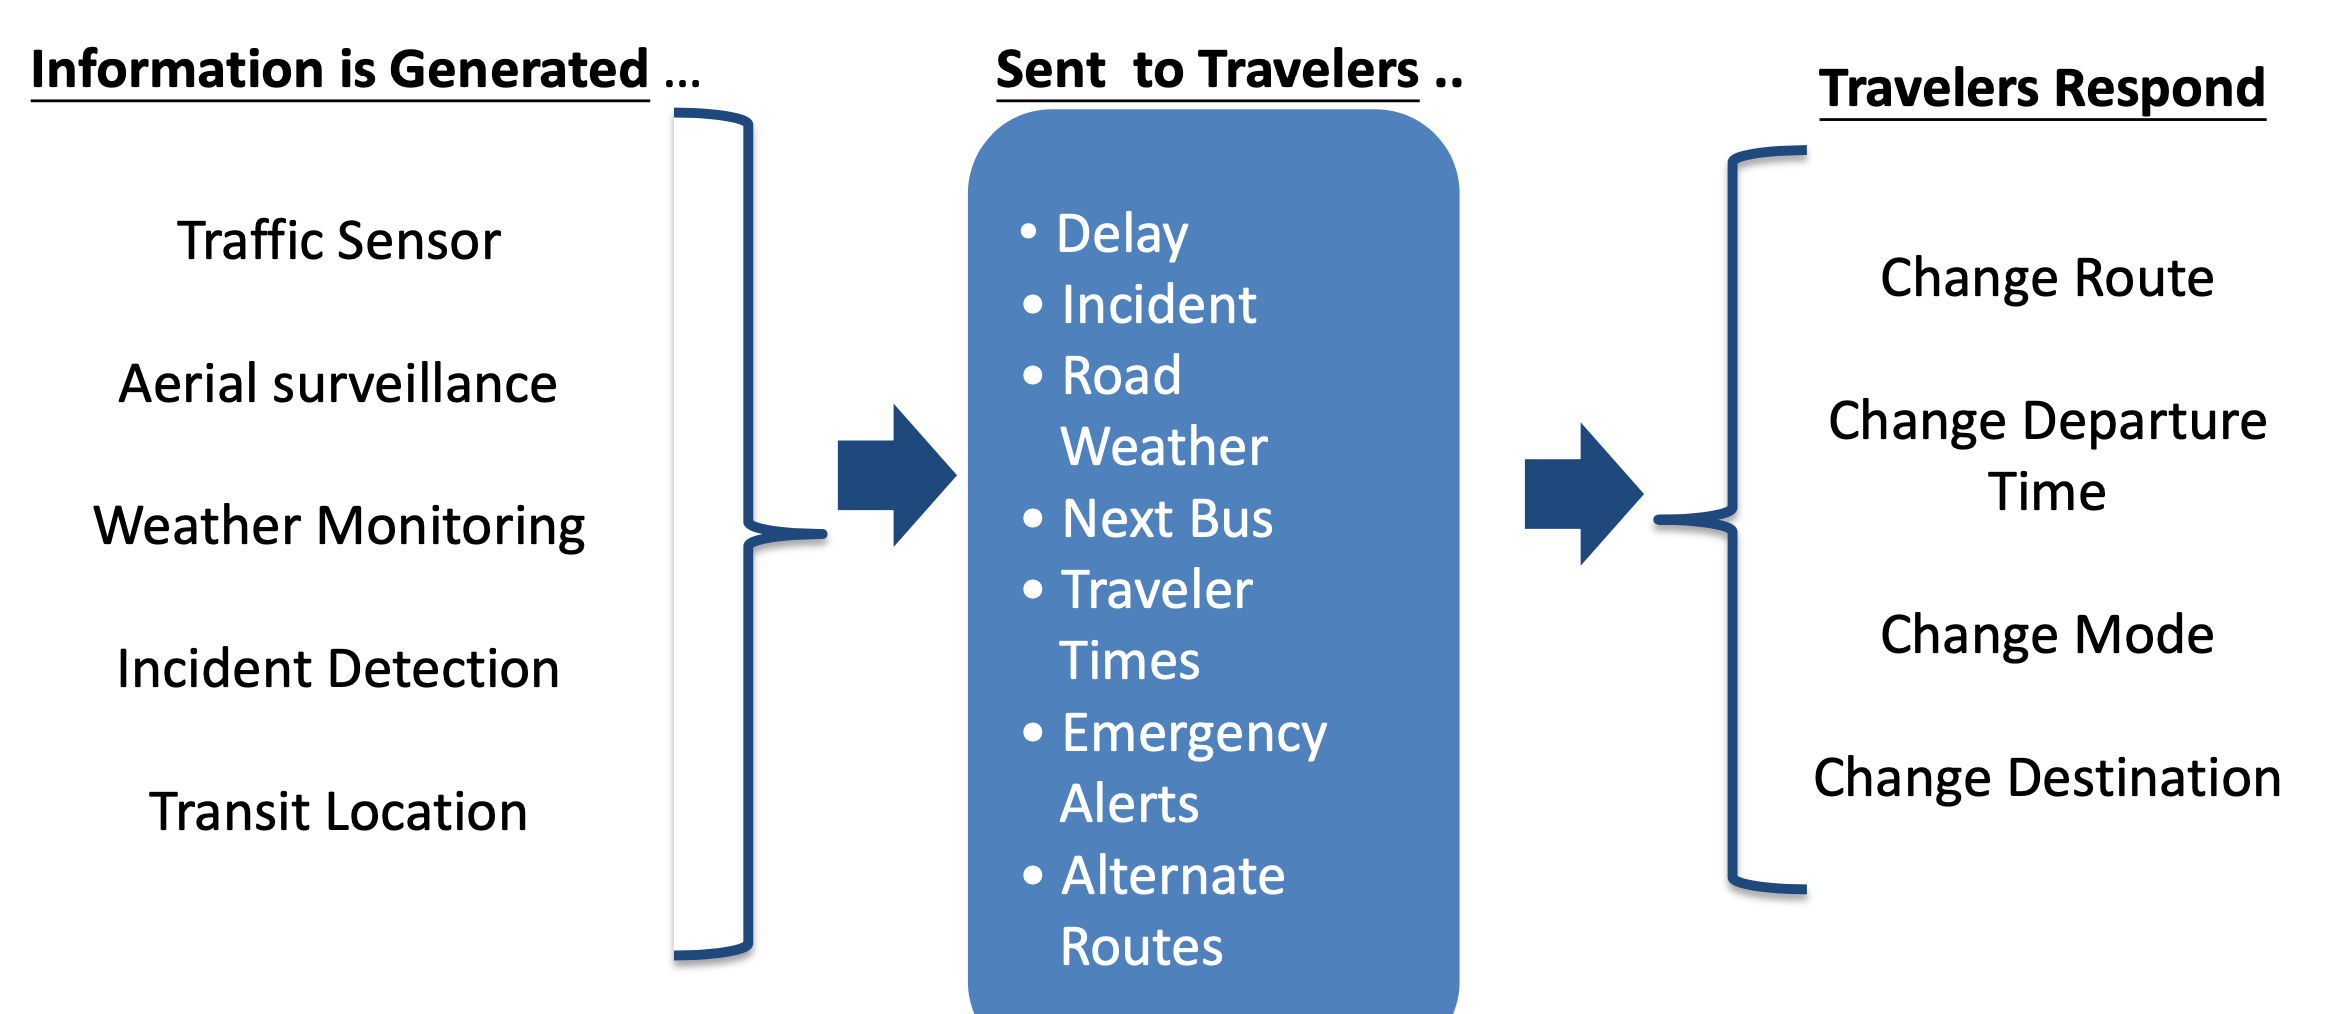 Information is Generated ...
Traffic Sensor
Aerial surveillance
Weather Monitoring
Incident Detection
Transit Location
Sent  to Travelers ..
• Delay
• Incident
• Road
Weather
• Next Bus
• Traveler
Times
• Emergency
Alerts
• Alternate
Routes
Travelers Respond
Change Route
Change Departure
Time
Change Mode
Change Destination